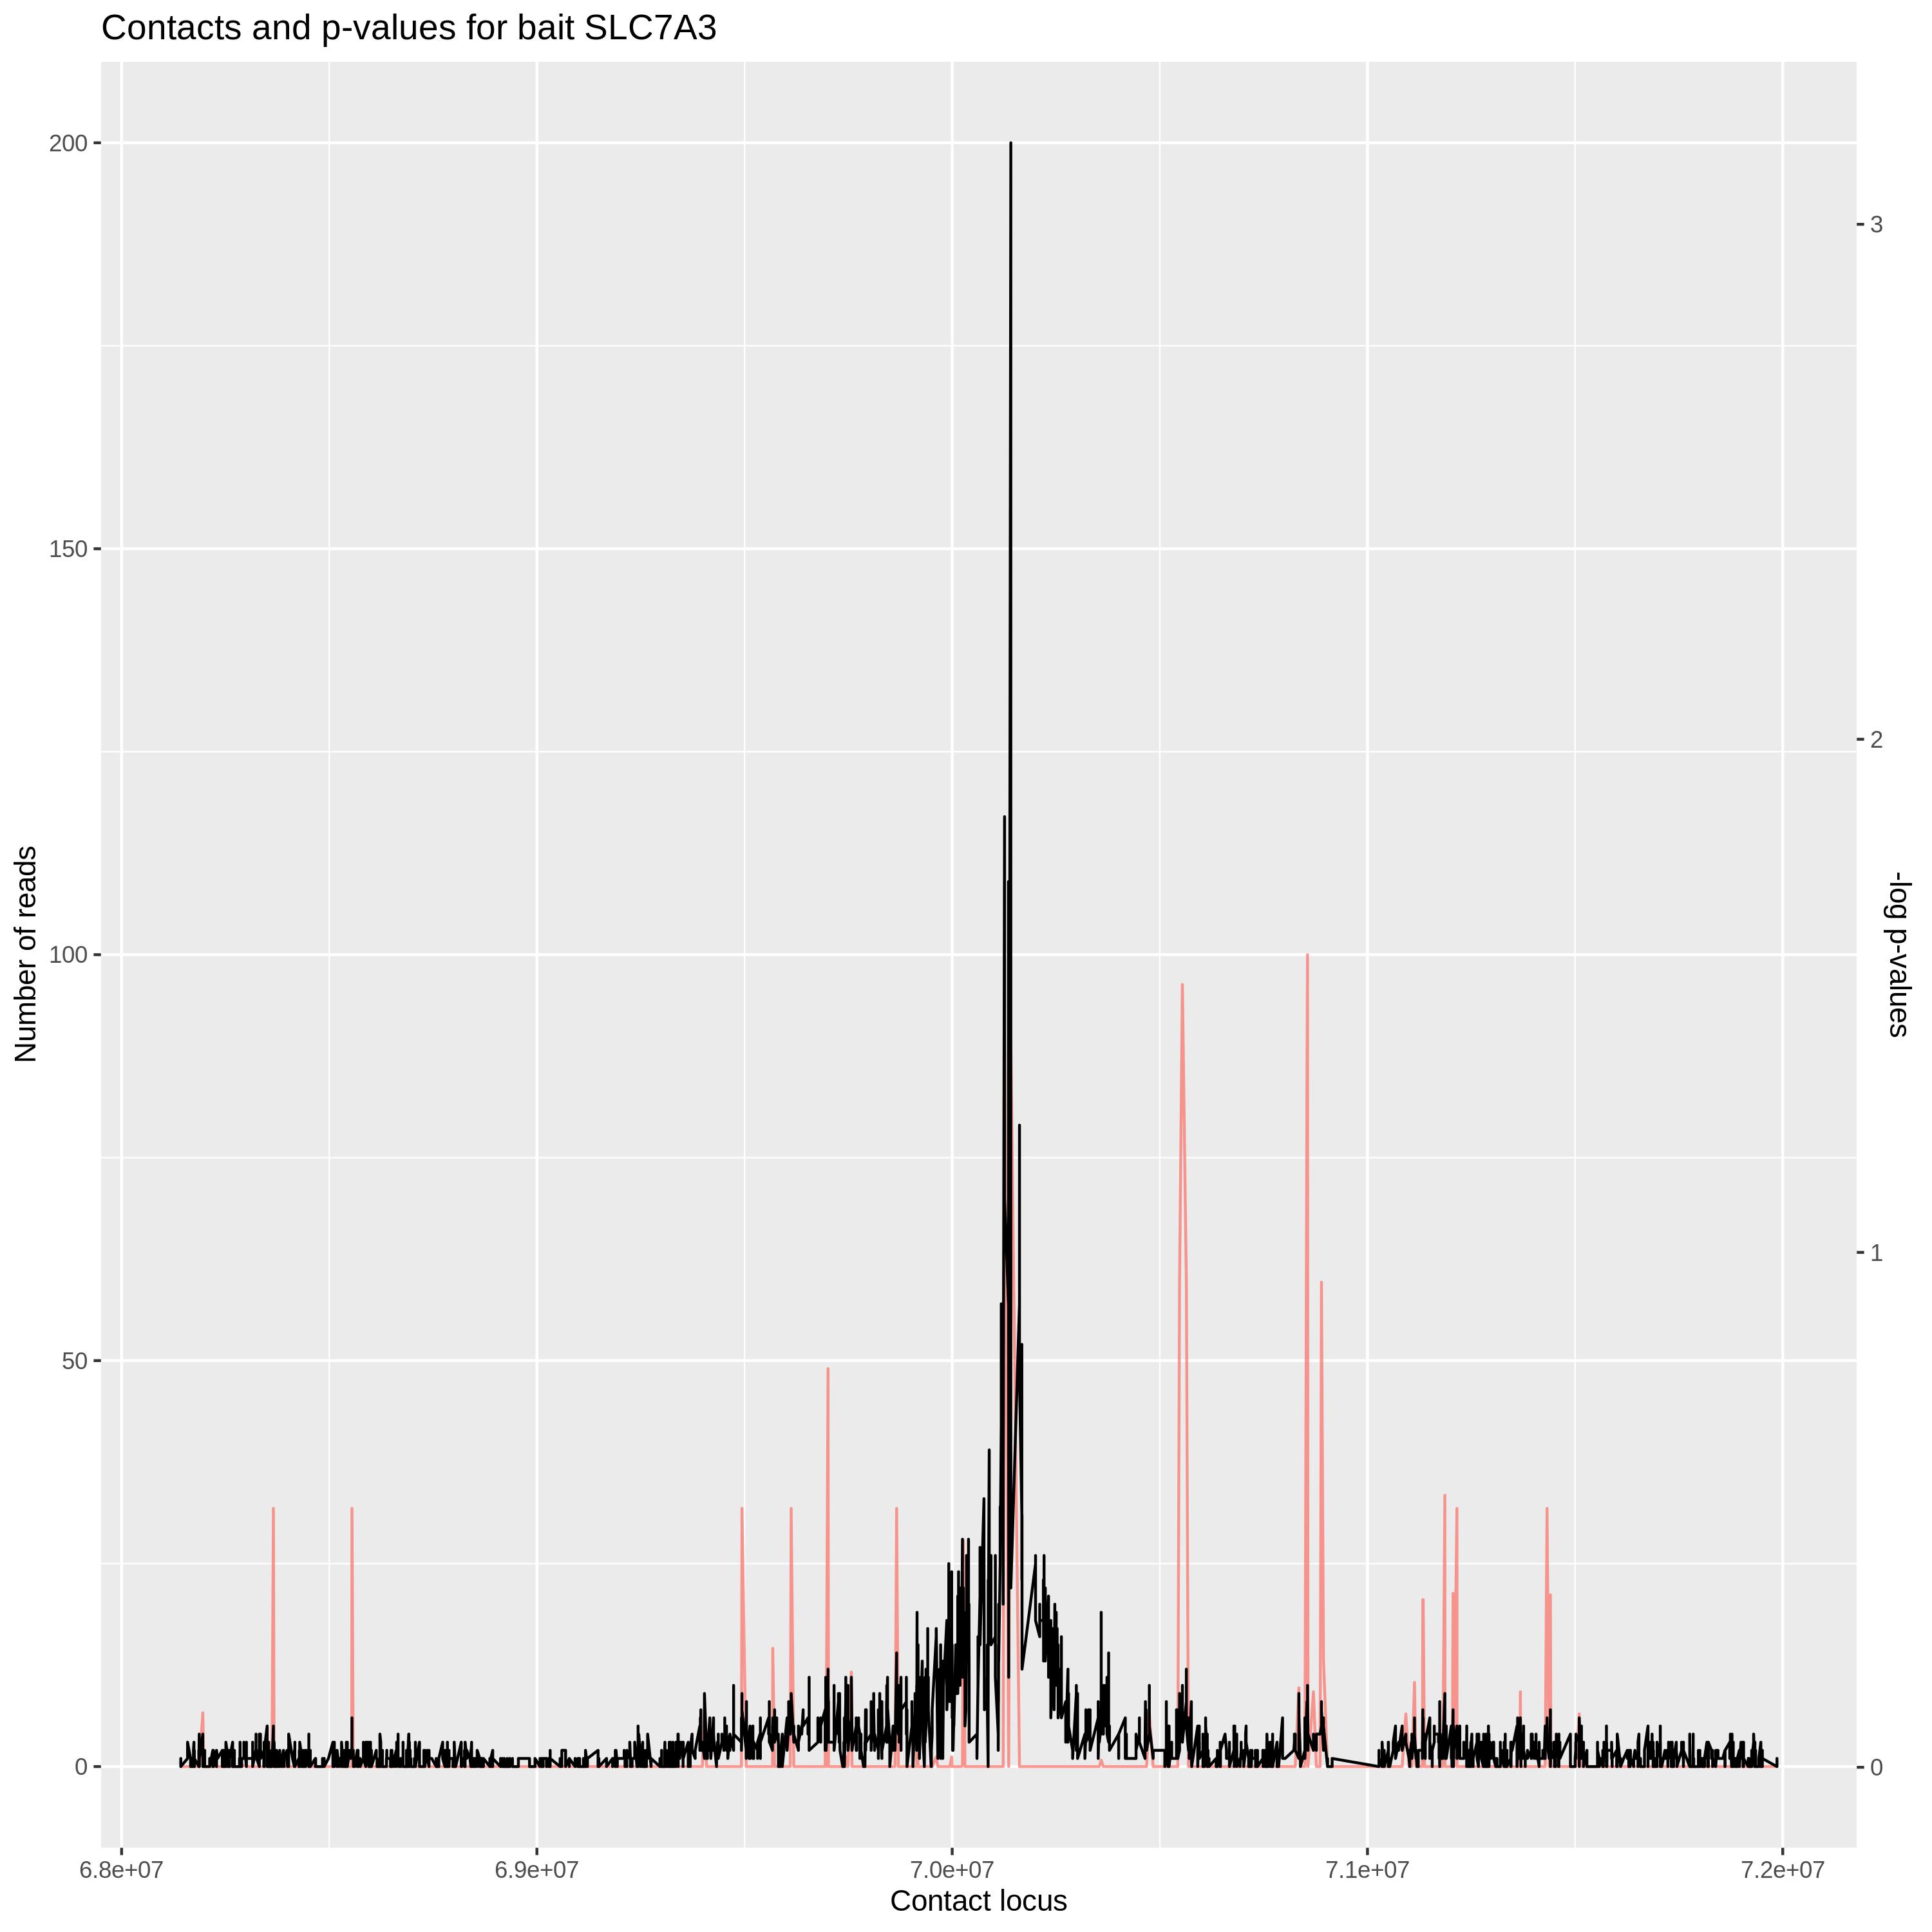 Contacts and p-values for bait SLC7A3
200
150
100
50
0
3
2
1
0
Number of reads
-log p-values
6.8e+07 6.9e+07 7.0e+07 7.1e+07 7.2e+07
Contact locus